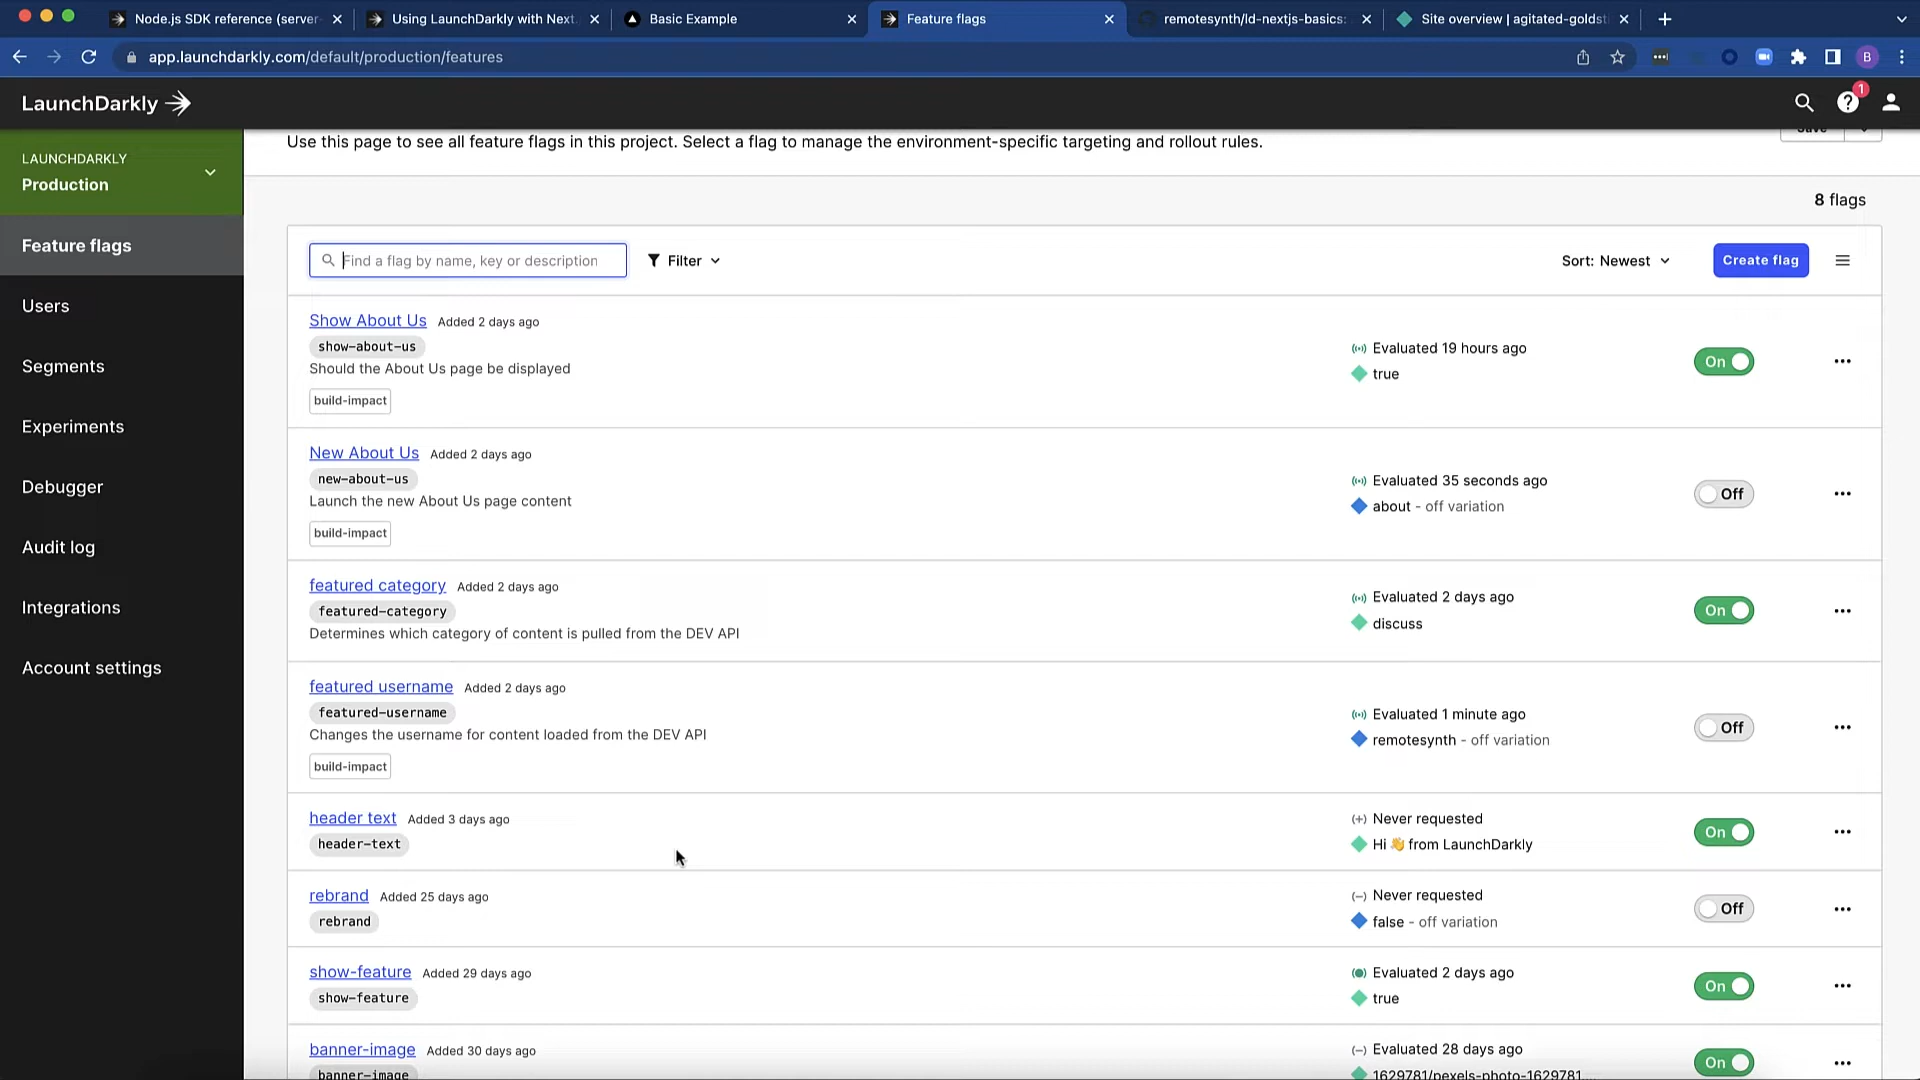 Node.js SDK reference (server-
Using LaunchDarkly with Next.
Basic Example
Feature flags
remotesynth/ld-nextjs-basics:
Site overview | agitated-goldst
app.launchdarkly.com/default/production/features
B
LaunchDarkly
1
LAUNCHDARKLY
Production
Feature flags
Users
Segments
Experiments
Debugger
Audit log
Integrations
Account settings
Use this page to see all feature flags in this project. Select a flag to manage the environment-specific targeting and rollout rules.
Save
8 flags
Find a flag by name, key or description
Filter
Sort: Newest
Create flag
Show About Us Added 2 days ago
show-about-us
Should the About Us page be displayed
build-impact
Evaluated 19 hours ago
true
On
New About Us Added 2 days ago
new-about-us
Launch the new About Us page content
build-impact
Evaluated 35 seconds ago
about - off variation
Off
featured category Added 2 days ago
featured-category
Determines which category of content is pulled from the DEV API
Evaluated 2 days ago
discuss
On
featured username Added 2 days ago
featured-username
Changes the username for content loaded from the DEV API
build-impact
Evaluated 1 minute ago
remotesynth - off variation
Off
header text Added 3 days ago
header-text
Never requested
Hi 👋 from LaunchDarkly
On
rebrand Added 25 days ago
rebrand
Never requested
false - off variation
Off
show-feature Added 29 days ago
show-feature
Evaluated 2 days ago
true
On
banner-image Added 30 days ago
banner-image
Evaluated 28 days ago
1629781/pexels-photo-1629781...
On